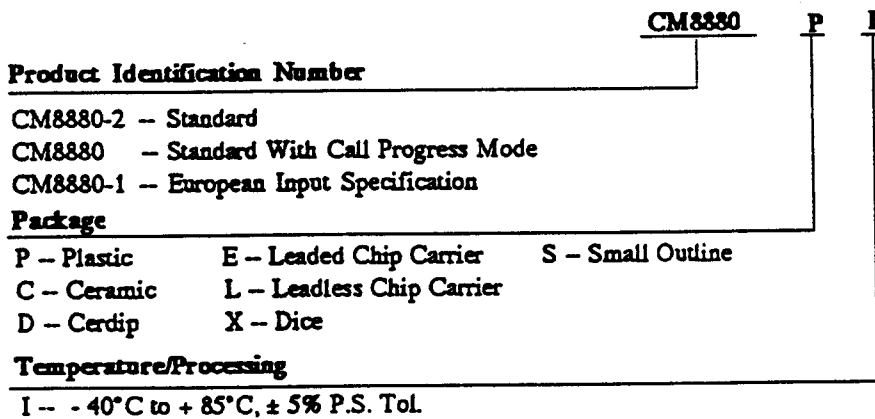 CM8880 P
Product Identification Number
CM8880-2 -- Standard
CM8880 -- Standard With Call Progress Mode
CM8880-1 -- European Input Specification
Package
P -- Plastic E -- Leaded Chip Carrier S -- Small Outline
C -- Ceramic L -- Leadless Chip Carrier
D -- Cerdip X -- Dice
Temperature/Processing
I -- - 40°C to + 85°C, ± 5% P.S. Tol.